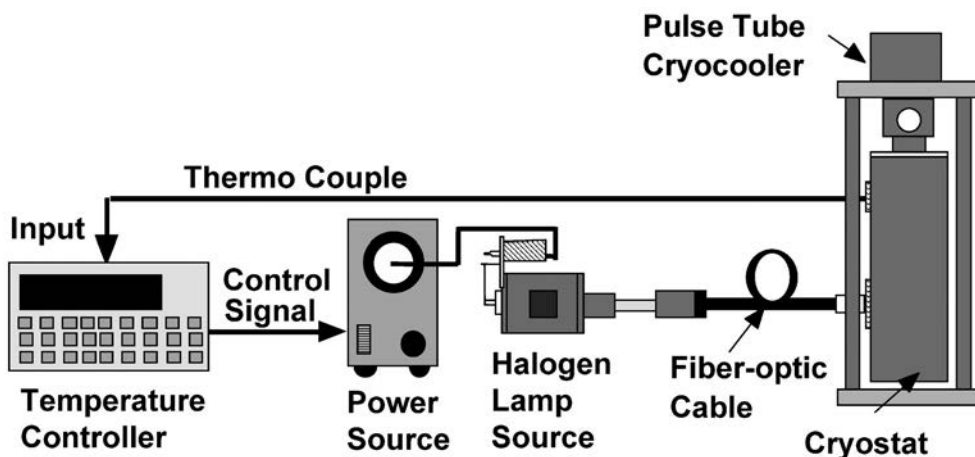 Pulse Tube
Cryocooler
Thermo Couple
Input
Control
Signal
Temperature
Controller
Power
Source
Halogen
Lamp
Source
Fiber-optic
Cable
Cryostat